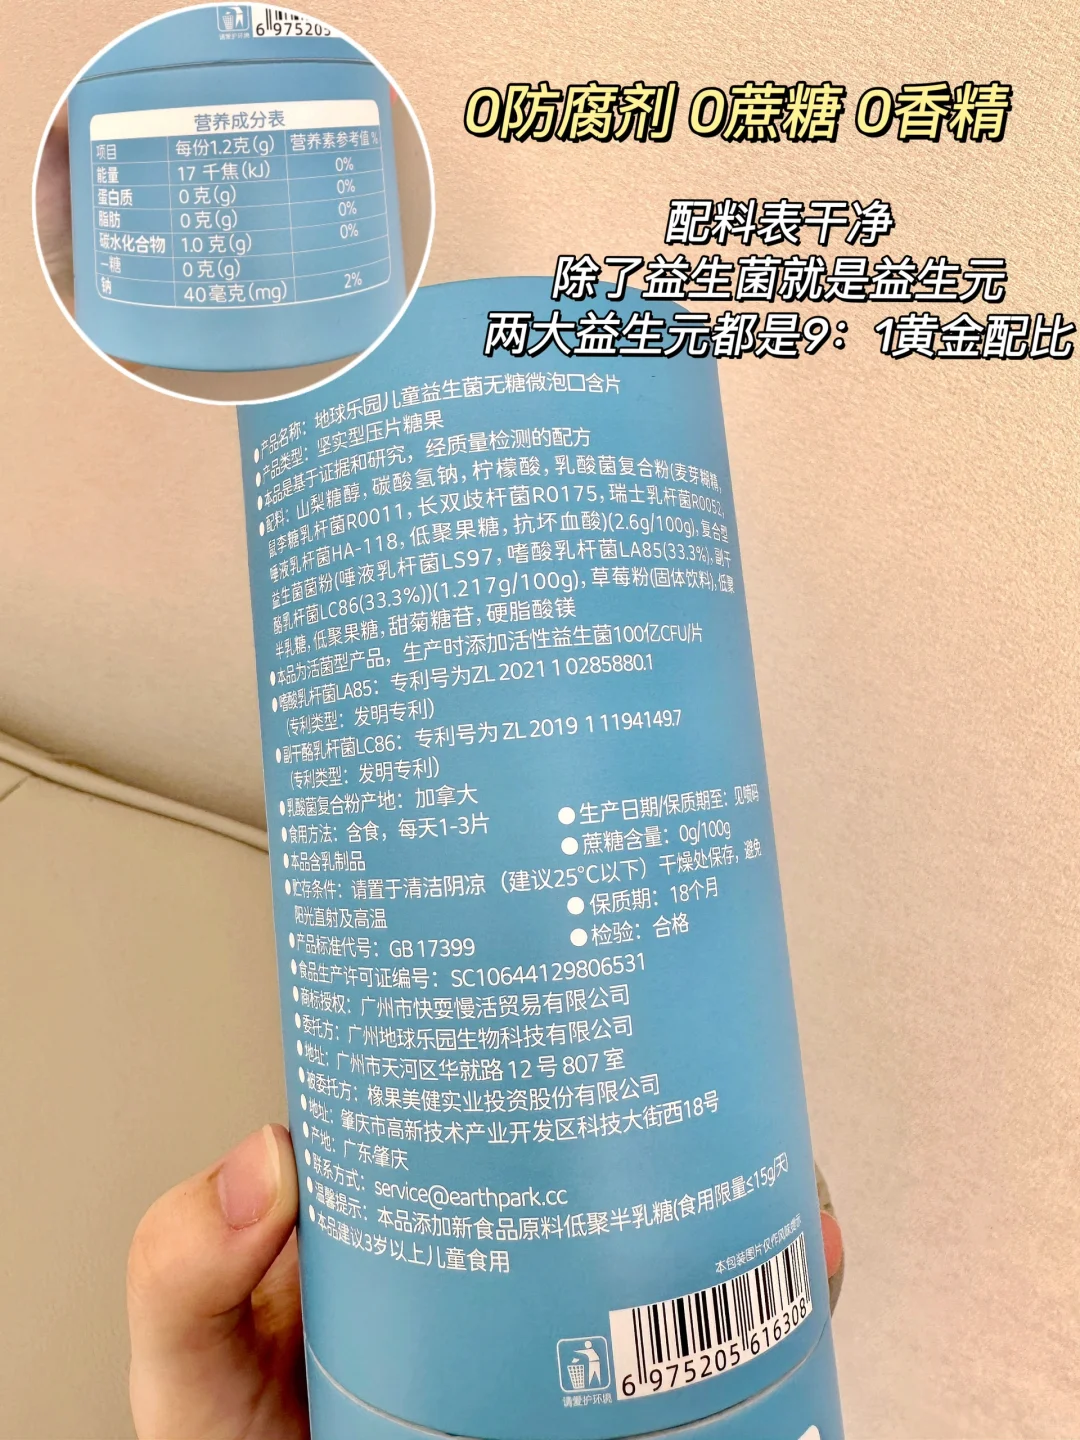 请爱护环境
6 975205
营养成分表
项目 每份1.2克(g) 营养素参考值%
能量 17 千焦(kJ) 0%
蛋白质 0 克(g) 0%
脂肪 0 克(g) 0%
碳水化合物 1.0 克(g) 0%
—糖 0 克(g)
钠 40毫克(mg) 2%
0防腐剂 0蔗糖 0香精
配料表干净
除了益生菌就是益生元
两大益生元都是9：1黄金配比
●产品名称：地球乐园儿童益生菌无糖微泡口含片
●产品类型：坚实型压片糖果
●本品是基于证据和研究，经质量检测的配方
●配料：山梨糖醇，碳酸氢钠，柠檬酸，乳酸菌复合粉(麦芽糊精，
鼠李糖乳杆菌R0011，长双歧杆菌R0175，瑞士乳杆菌R0052，
唾液乳杆菌HA-118，低聚果糖，抗坏血酸)(2.6g/100g)，复合型
益生菌菌粉(唾液乳杆菌LS97，嗜酸乳杆菌LA85(33.3%)，副干
酪乳杆菌LC86(33.3%))(1.217g/100g)，草莓粉(固体饮料)，低聚
半乳糖，低聚果糖，甜菊糖苷，硬脂酸镁
●本品为活菌型产品，生产时添加活性益生菌100亿CFU/片
●嗜酸乳杆菌LA85：专利号为ZL 2021 1 0285880.1
(专利类型：发明专利)
●副干酪乳杆菌LC86：专利号为 ZL 2019 1 1194149.7
(专利类型：发明专利)
●乳酸菌复合粉产地：加拿大
●生产日期/保质期至：见喷码
●食用方法：含食，每天1-3片
●蔗糖含量：0g/100g
●本品含乳制品
●贮存条件：请置于清洁阴凉（建议25°C以下）干燥处保存，避免
阳光直射及高温
●保质期：18个月
●产品标准代号：GB 17399
●检验：合格
●食品生产许可证编号：SC10644129806531
●商标授权：广州市快耍慢活贸易有限公司
●委托方：广州地球乐园生物科技有限公司
●地址：广州市天河区华就路 12 号 807 室
●被委托方：橡果美健实业投资股份有限公司
●地址：肇庆市高新技术产业开发区科技大街西18号
●产地：广东肇庆
●联系方式：service@earthpark.cc
●温馨提示：本品添加新食品原料低聚半乳糖(食用限量≤15g/天)
●本品建议3岁以上儿童食用
本包装图片仅作风味提示
请爱护环境
6 975205 616308